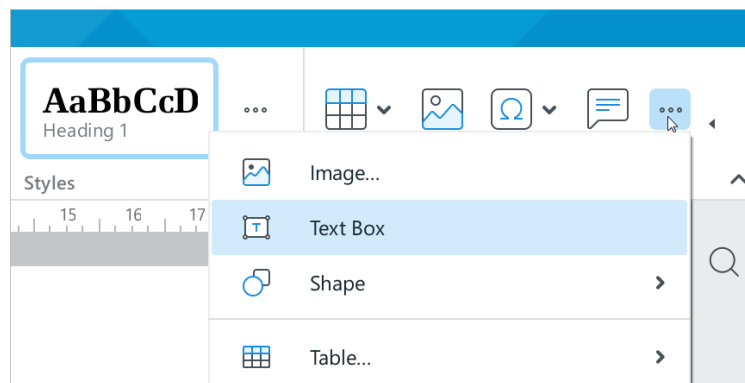 AaBbCcD
Heading 1
Styles
15 16 17
Image...
Text Box
Shape
Table...